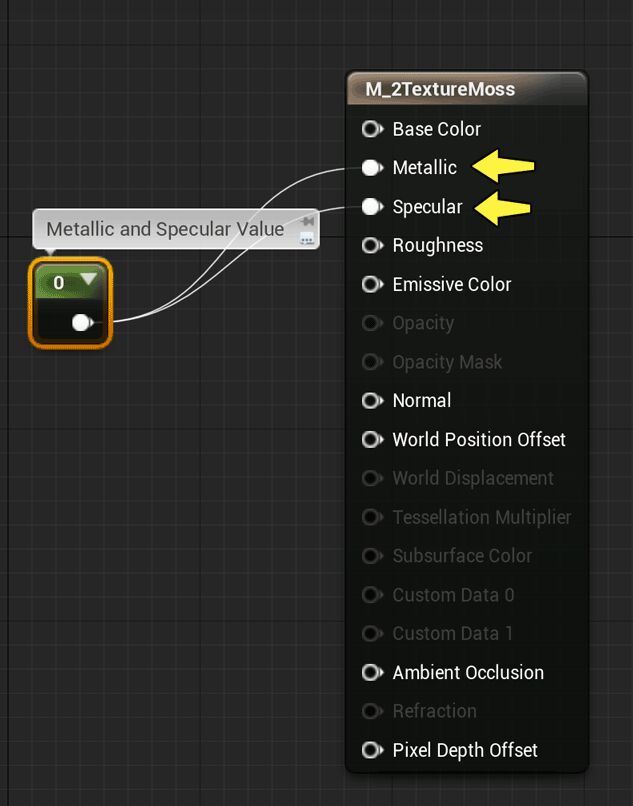 M_2TextureMoss
Base Color
Metallic
Specular
Metallic and Specular Value
0
Roughness
Emissive Color
Opacity
Opacity Mask
Normal
World Position Offset
World Displacement
Tessellation Multiplier
Subsurface Color
Custom Data 0
Custom Data 1
Ambient Occlusion
Refraction
Pixel Depth Offset